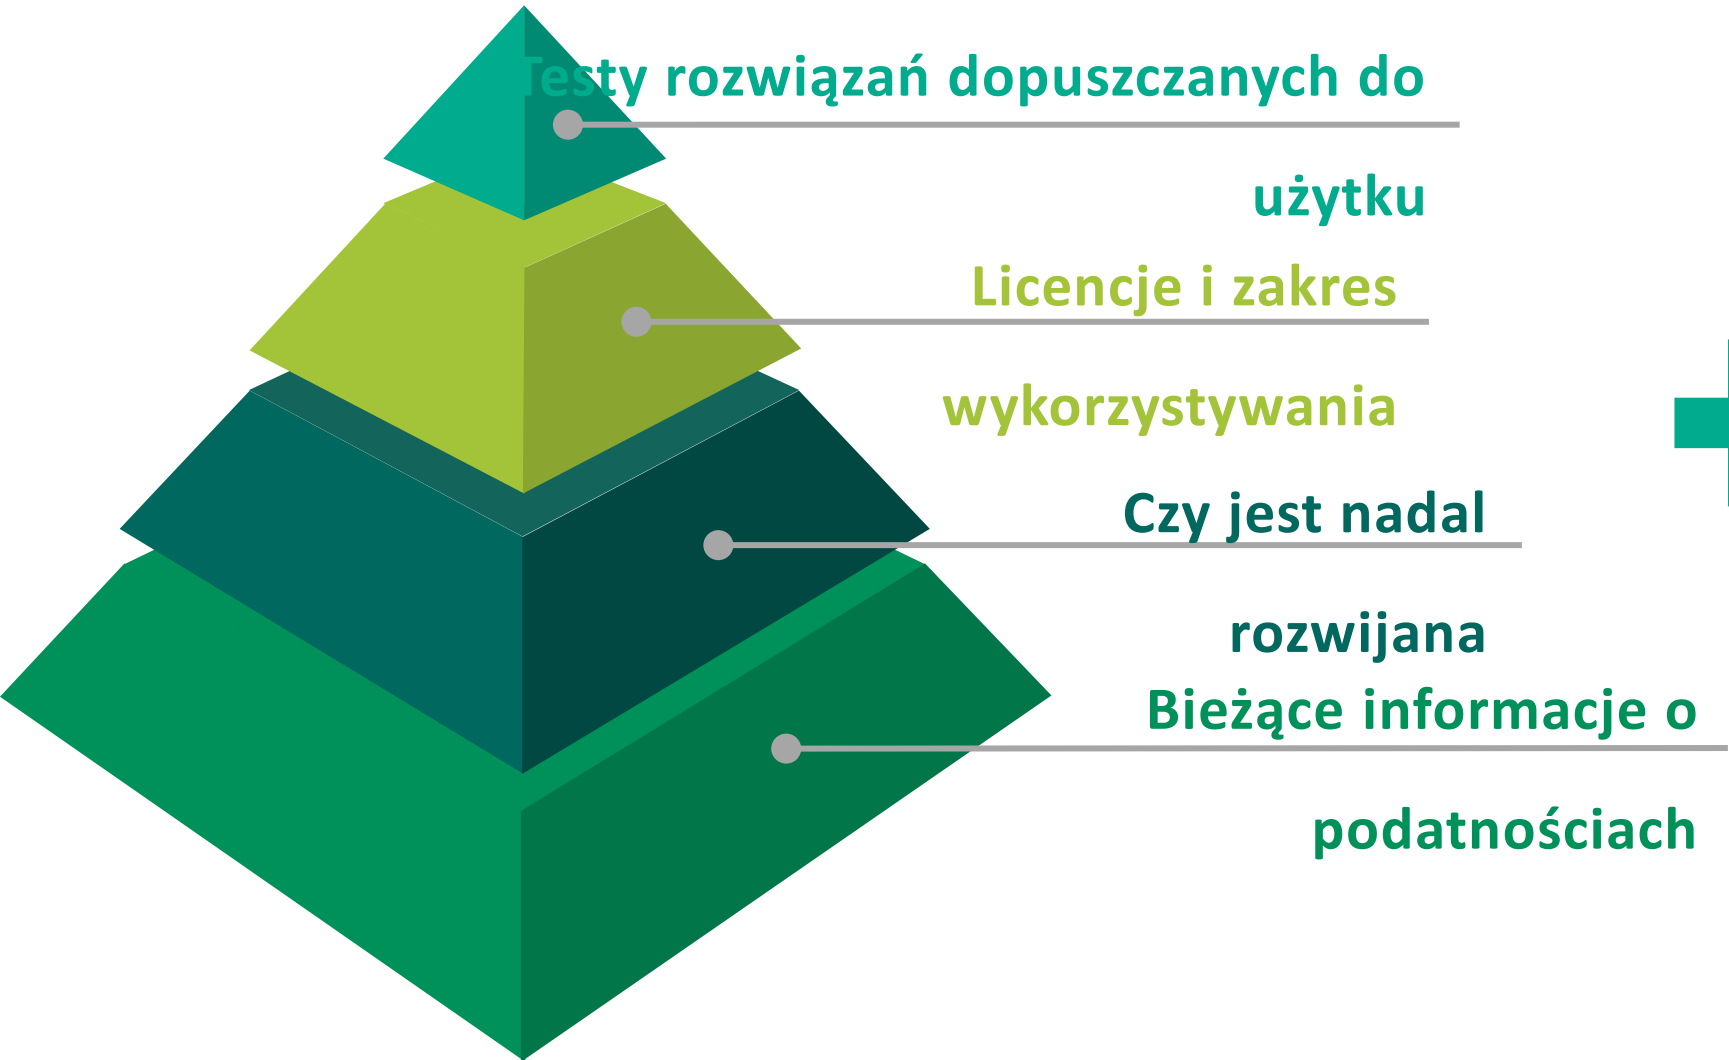 Testy rozwiązań dopuszczanych do
użytku
Licencje i zakres
wykorzystywania
Czy jest nadal
rozwijana
Bieżące informacje o
podatnościach